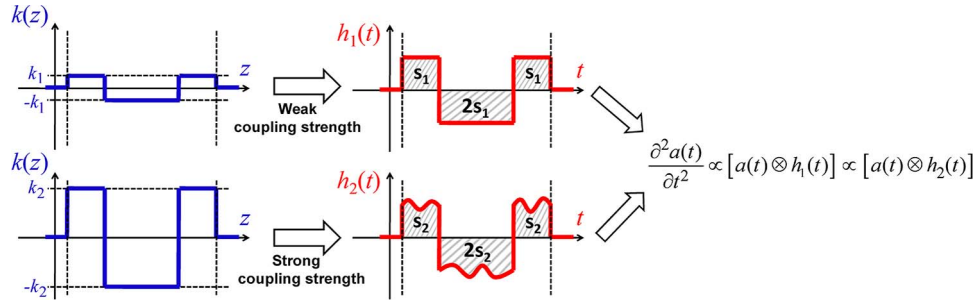 k(z)
k₁
-k₁
z
Weak
coupling strength
h₁(t)
s₁
s₁
2s₁
t
k(z)
k₂
-k₂
z
Strong
coupling strength
h₂(t)
s₂
s₂
2s₂
t
∂²a(t)/∂t² ∝ [a(t) ⊗ h₁(t)] ∝ [a(t) ⊗ h₂(t)]